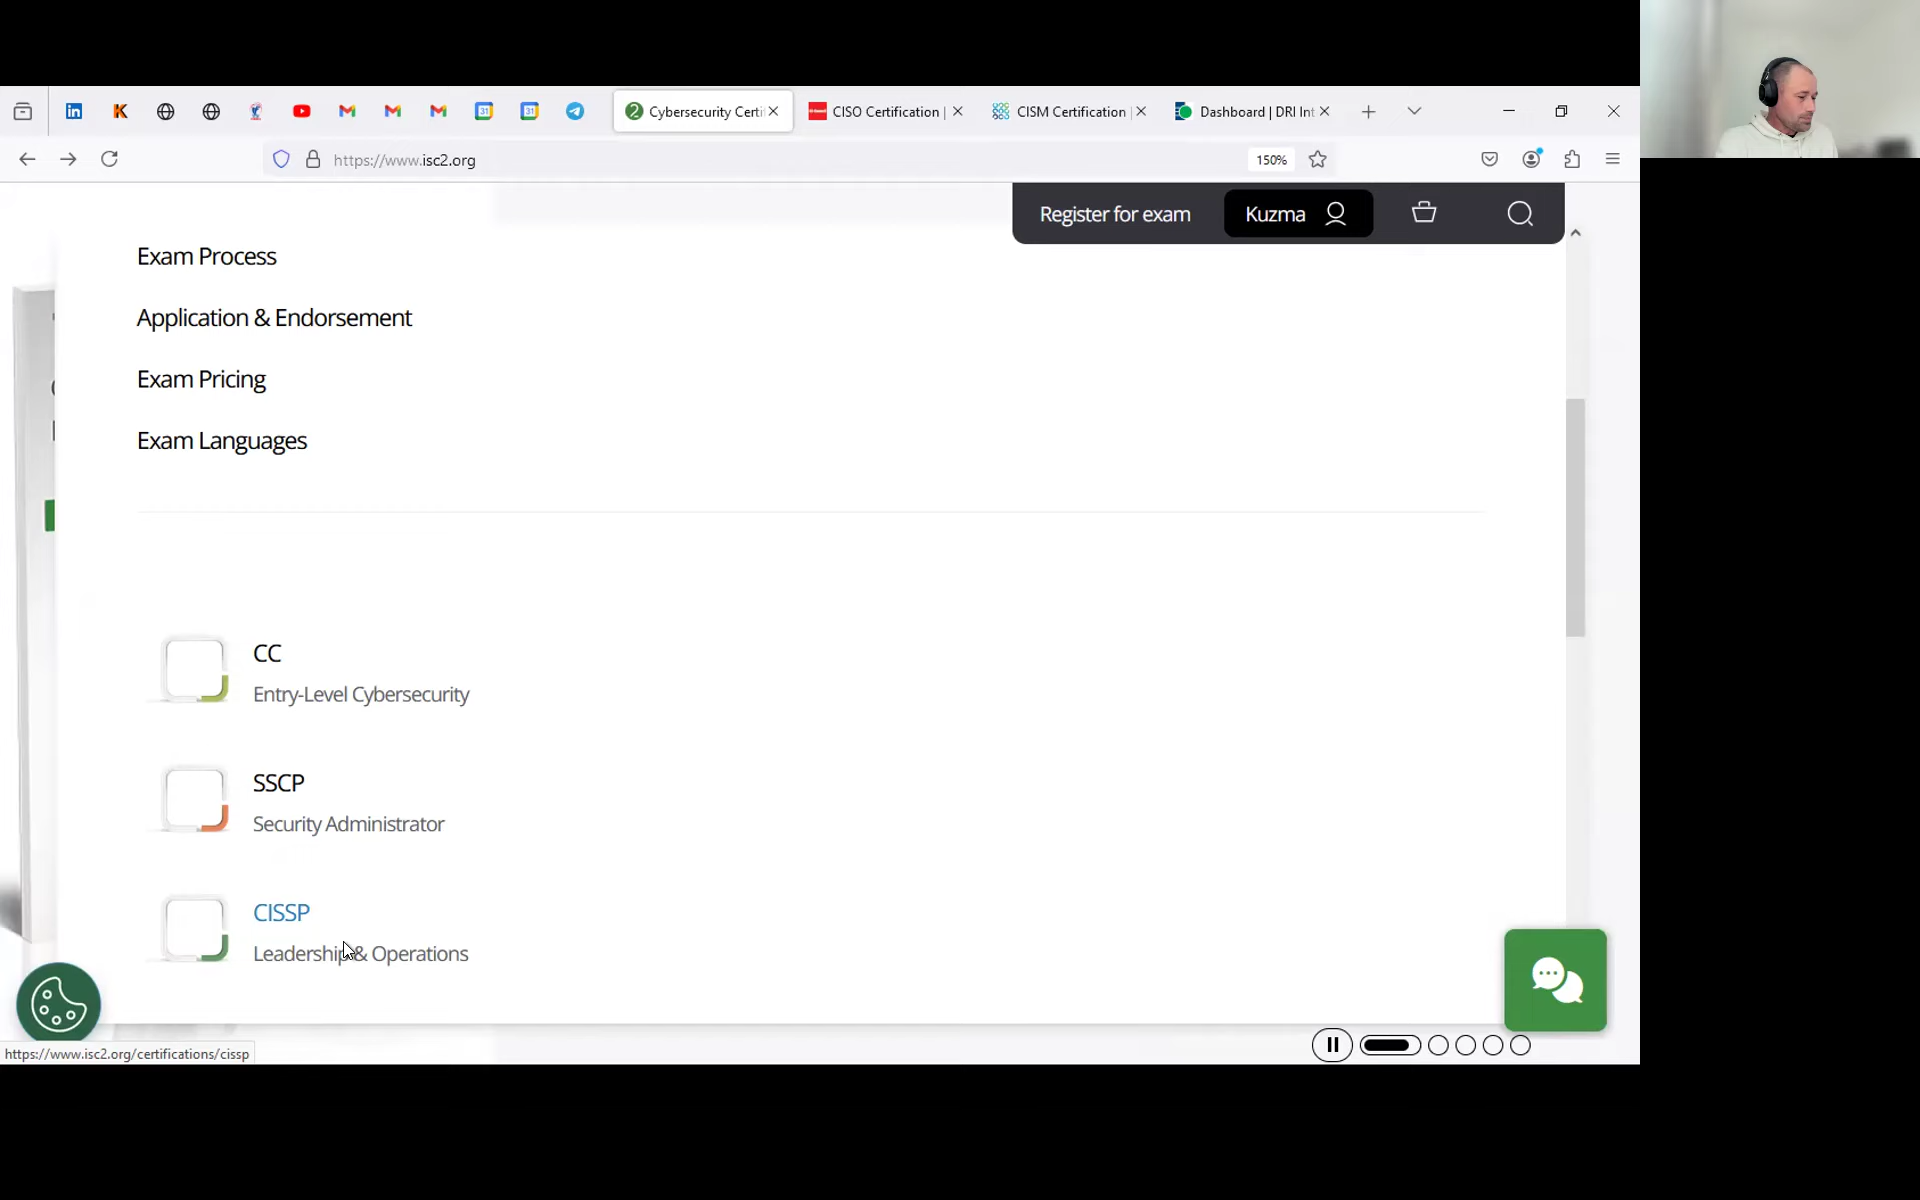 Cybersecurity Certi
CISO Certification |
CISM Certification |
Dashboard | DRI Int
https://www.isc2.org
150%
Register for exam
Kuzma
Exam Process
Application & Endorsement
Exam Pricing
Exam Languages
CC
Entry-Level Cybersecurity
SSCP
Security Administrator
CISSP
Leadership & Operations
https://www.isc2.org/certifications/cissp